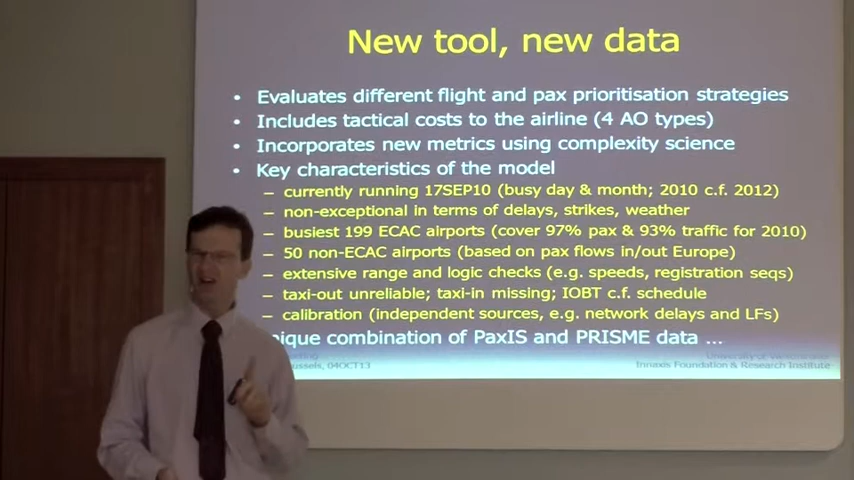 New tool, new data
• Evaluates different flight and pax prioritisation strategies
• Includes tactical costs to the airline (4 AO types)
• Incorporates new metrics using complexity science
• Key characteristics of the model
– currently running 17SEP10 (busy day & month; 2010 c.f. 2012)
– non-exceptional in terms of delays, strikes, weather
– busiest 199 ECAC airports (cover 97% pax & 93% traffic for 2010)
– 50 non-ECAC airports (based on pax flows in/out Europe)
– extensive range and logic checks (e.g. speeds, registration seqs)
– taxi-out unreliable; taxi-in missing; IOBT c.f. schedule
– calibration (independent sources, e.g. network delays and LFs)
combination of PaxIS and PRISME data ...
University of Westminster
04OCT13
Innaxis Foundation & Research Institute